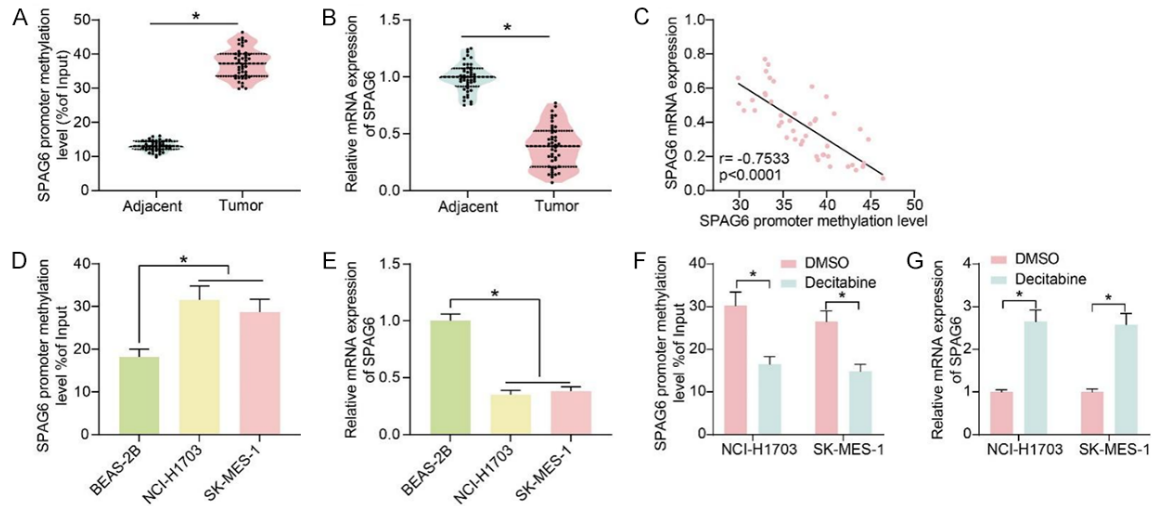 A
SPAG6 promoter methylation
level (%of Input)
50
40
30
20
10
0
*
Adjacent
Tumor
B
Relative mRNA expression
of SPAG6
1.5
1.0
0.5
0.0
*
Adjacent
Tumor
C
SPAG6 mRNA expression
1.0
0.8
0.6
0.4
0.2
0.0
r= -0.7533
p<0.0001
30
35
40
45
50
SPAG6 promoter methylation level
D
SPAG6 promoter methylation
level %of Input
40
30
20
10
0
*
BEAS-2B
NCI-H1703
SK-MES-1
E
Relative mRNA expression
of SPAG6
1.5
1.0
0.5
0.0
*
BEAS-2B
NCI-H1703
SK-MES-1
F
DMSO
Decitabine
SPAG6 promoter methylation
level %of Input
40
30
20
10
0
*
*
NCI-H1703
SK-MES-1
G
DMSO
Decitabine
Relative mRNA expression
of SPAG6
4
3
2
1
0
*
*
NCI-H1703
SK-MES-1